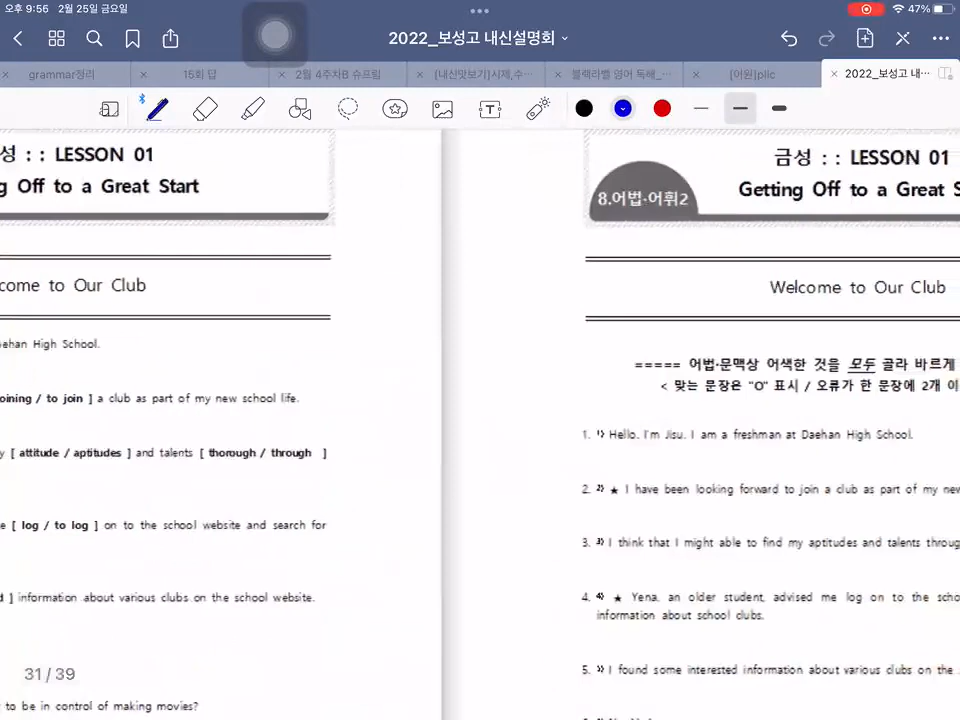 오후 9:56 2월 25일 금요일
47%
2022_보성고 내신설명회
grammar정리
15회 답
2월 4주차B 슈프림
(내신맛보기)시제,수···
블랙라벨 영어 독해_···
(어원)plic
2022_보성고 내···
성 : : LESSON 01
g Off to a Great Start
come to Our Club
aehan High School.
oining / to join ] a club as part of my new school life.
y [ attitude / aptitudes ] and talents [ thorough / through ]
e [ log / to log ] on to the school website and search for
d ] information about various clubs on the school website.
31 / 39
to be in control of making movies?
금성 : : LESSON 01
8.어법·어휘2
Getting Off to a Great S
Welcome to Our Club
===== 어법·문맥상 어색한 것을 모두 골라 바르게
< 맞는 문장은 "O" 표시 / 오류가 한 문장에 2개 이
1. 1) Hello. I'm Jisu. I am a freshman at Daehan High School.
2. 2) ★ I have been looking forward to join a club as part of my new
3. 3) I think that I might able to find my aptitudes and talents throug
4. 4) ★ Yena, an older student, advised me log on to the scho
information about school clubs.
5. 5) I found some interested information about various clubs on the